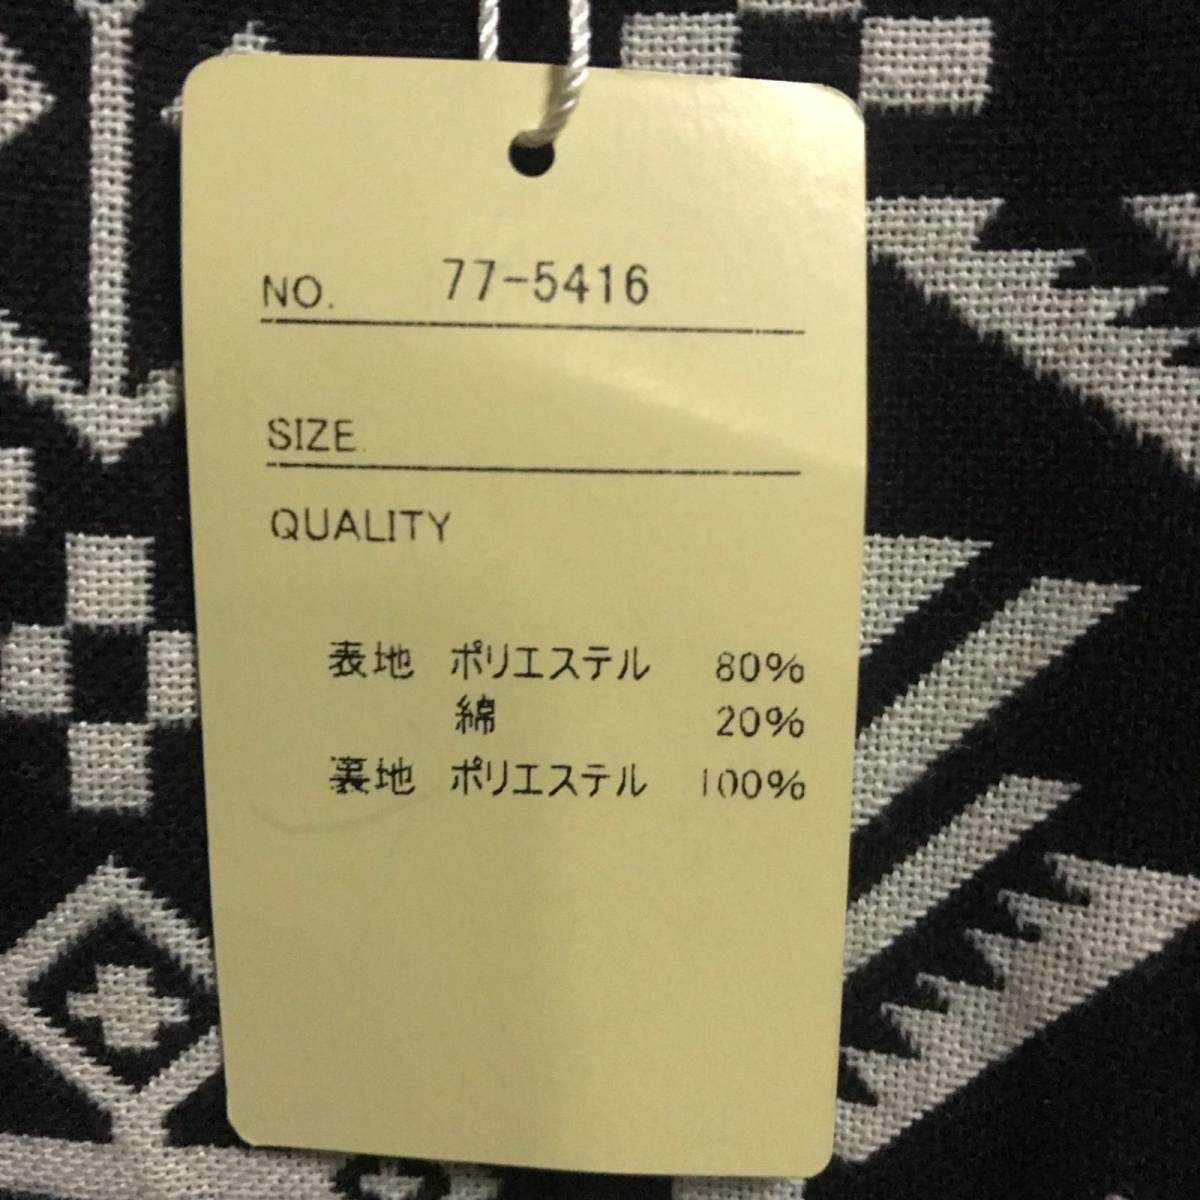 NO. 77-5416
SIZE
QUALITY
表地 ポリエステル 80%
綿 20%
裏地 ポリエステル 100%